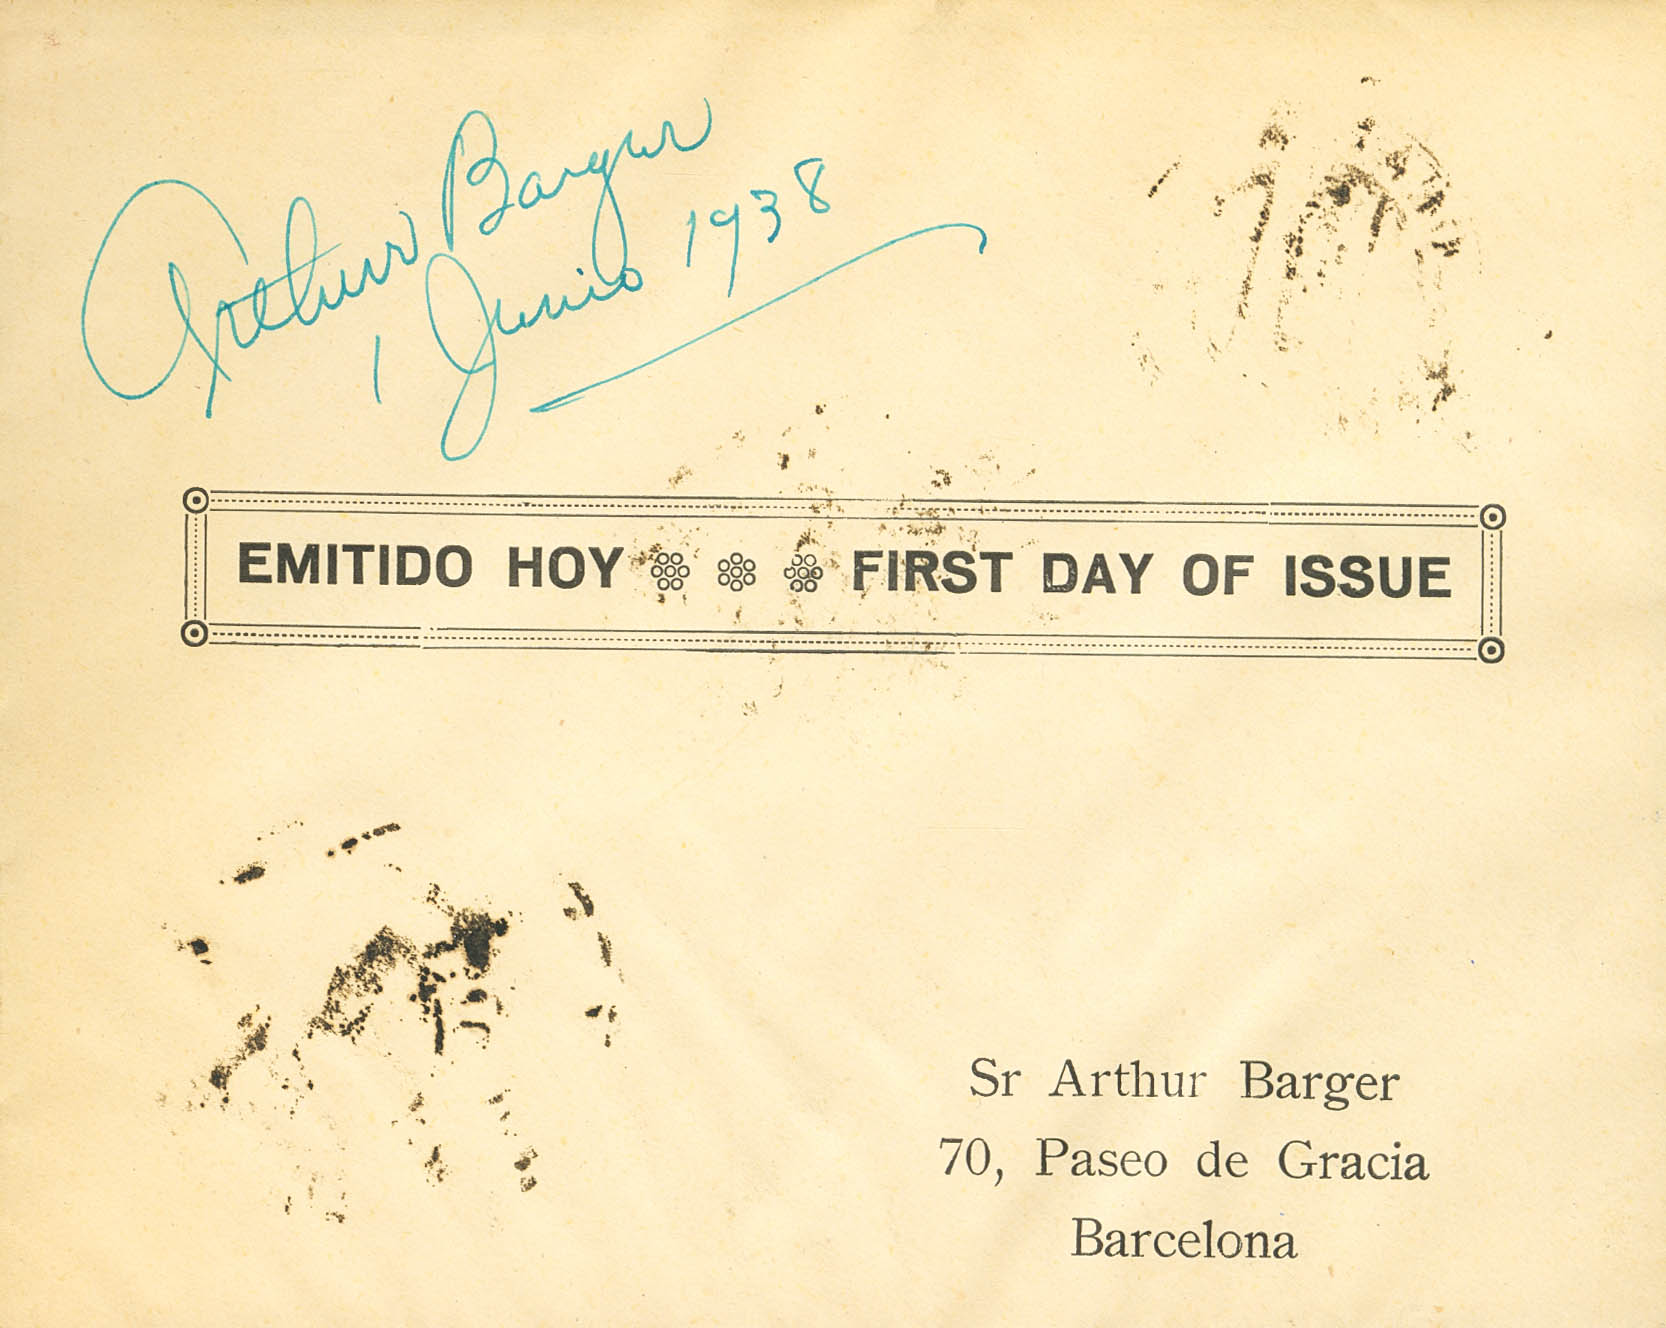 Arthur Barger
1 Junio 1938
EMITIDO HOY FIRST DAY OF ISSUE
Sr Arthur Barger
70, Paseo de Gracia
Barcelona